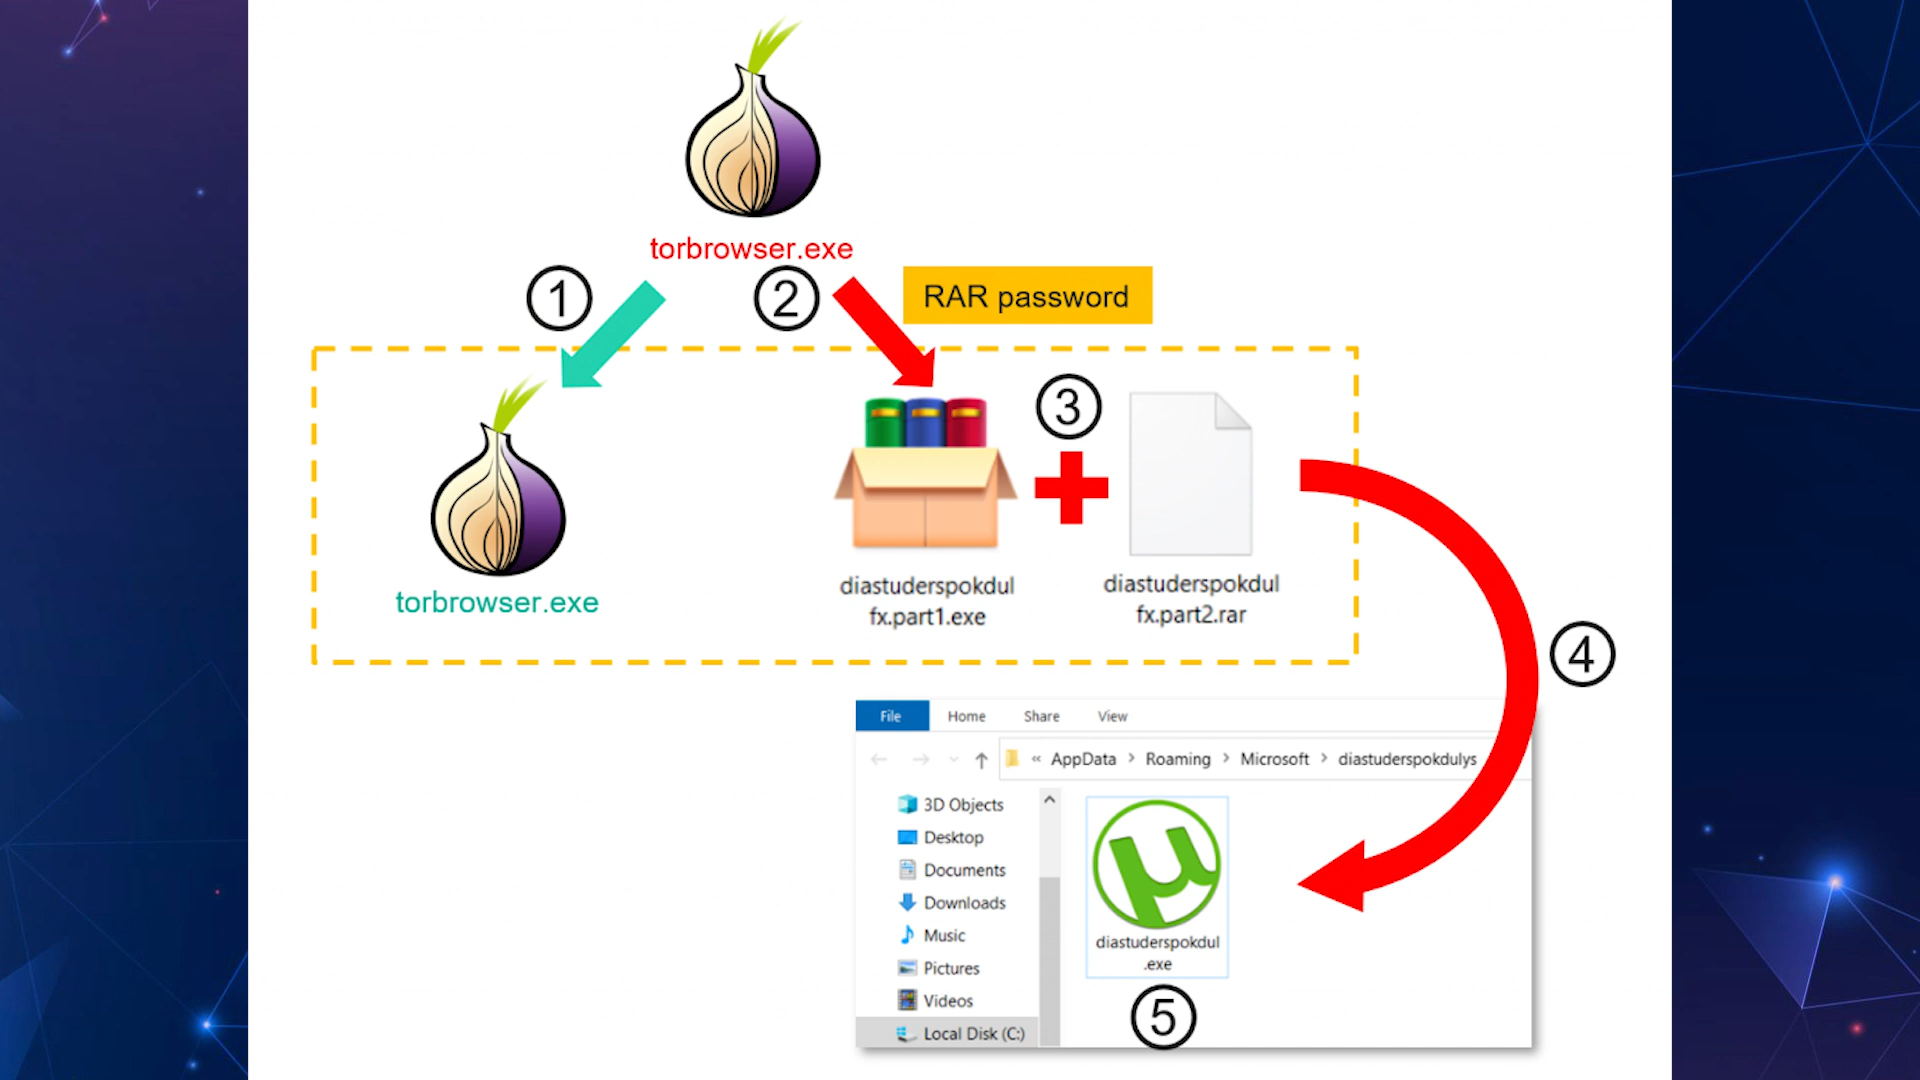 torbrowser.exe
1
2
RAR password
3
torbrowser.exe
diastuderspokdul
fx.part1.exe
diastuderspokdul
fx.part2.rar
4
File Home Share View
« AppData > Roaming > Microsoft > diastuderspokdulys
3D Objects
Desktop
Documents
Downloads
Music
Pictures
Videos
Local Disk (C:)
µ
diastuderspokdul
.exe
5